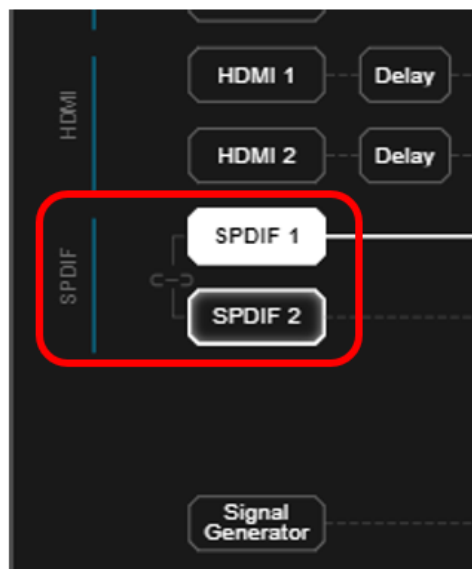 HDMI
HDMI 1
Delay
HDMI 2
Delay
SPDIF
SPDIF 1
SPDIF 2
Signal
Generator